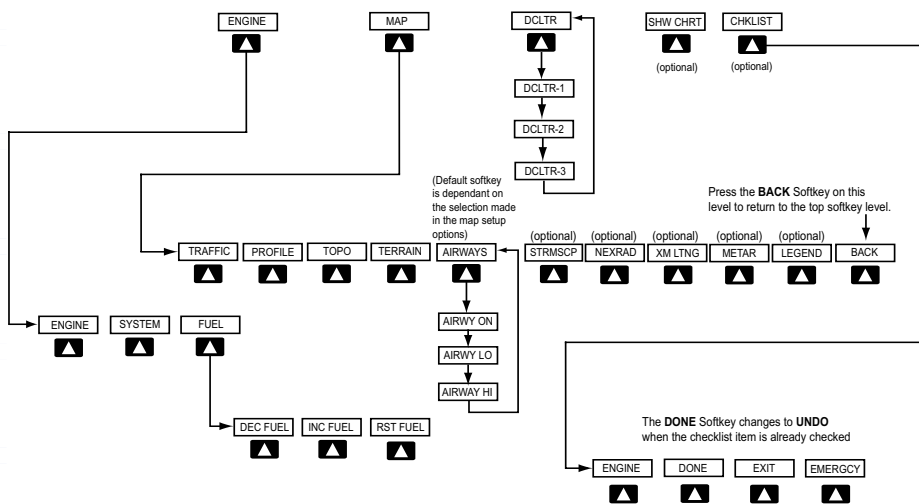 ENGINE
MAP
DCLTR
SHW CHRT
CHKLIST
(optional)
(optional)
DCLTR-1
DCLTR-2
DCLTR-3
(Default softkey
is dependant on
the selection made
in the map setup
options)
Press the BACK Softkey on this
level to return to the top softkey level.
TRAFFIC
PROFILE
TOPO
TERRAIN
AIRWAYS
(optional)
STRMSCP
(optional)
NEXRAD
(optional)
XM LTNG
(optional)
METAR
(optional)
LEGEND
BACK
AIRWY ON
AIRWY LO
AIRWAY HI
ENGINE
SYSTEM
FUEL
DEC FUEL
INC FUEL
RST FUEL
The DONE Softkey changes to UNDO
when the checklist item is already checked
ENGINE
DONE
EXIT
EMERGCY